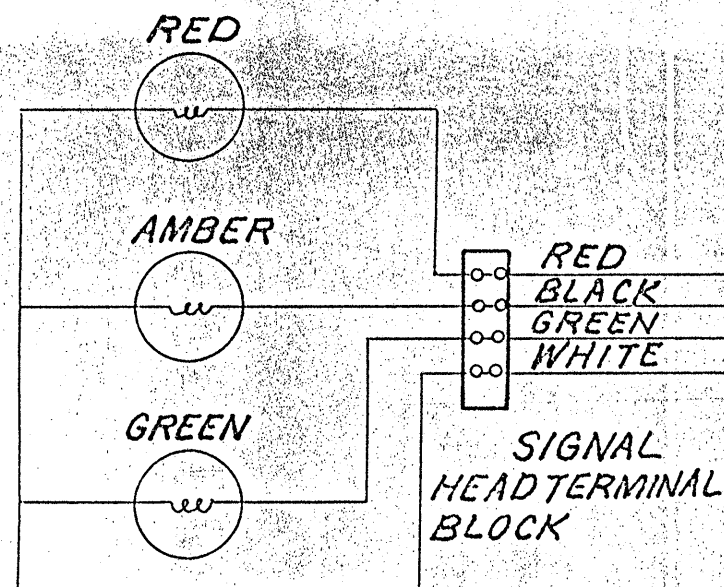 RED
AMBER
RED
BLACK
GREEN
WHITE
GREEN
SIGNAL
HEAD TERMINAL
BLOCK